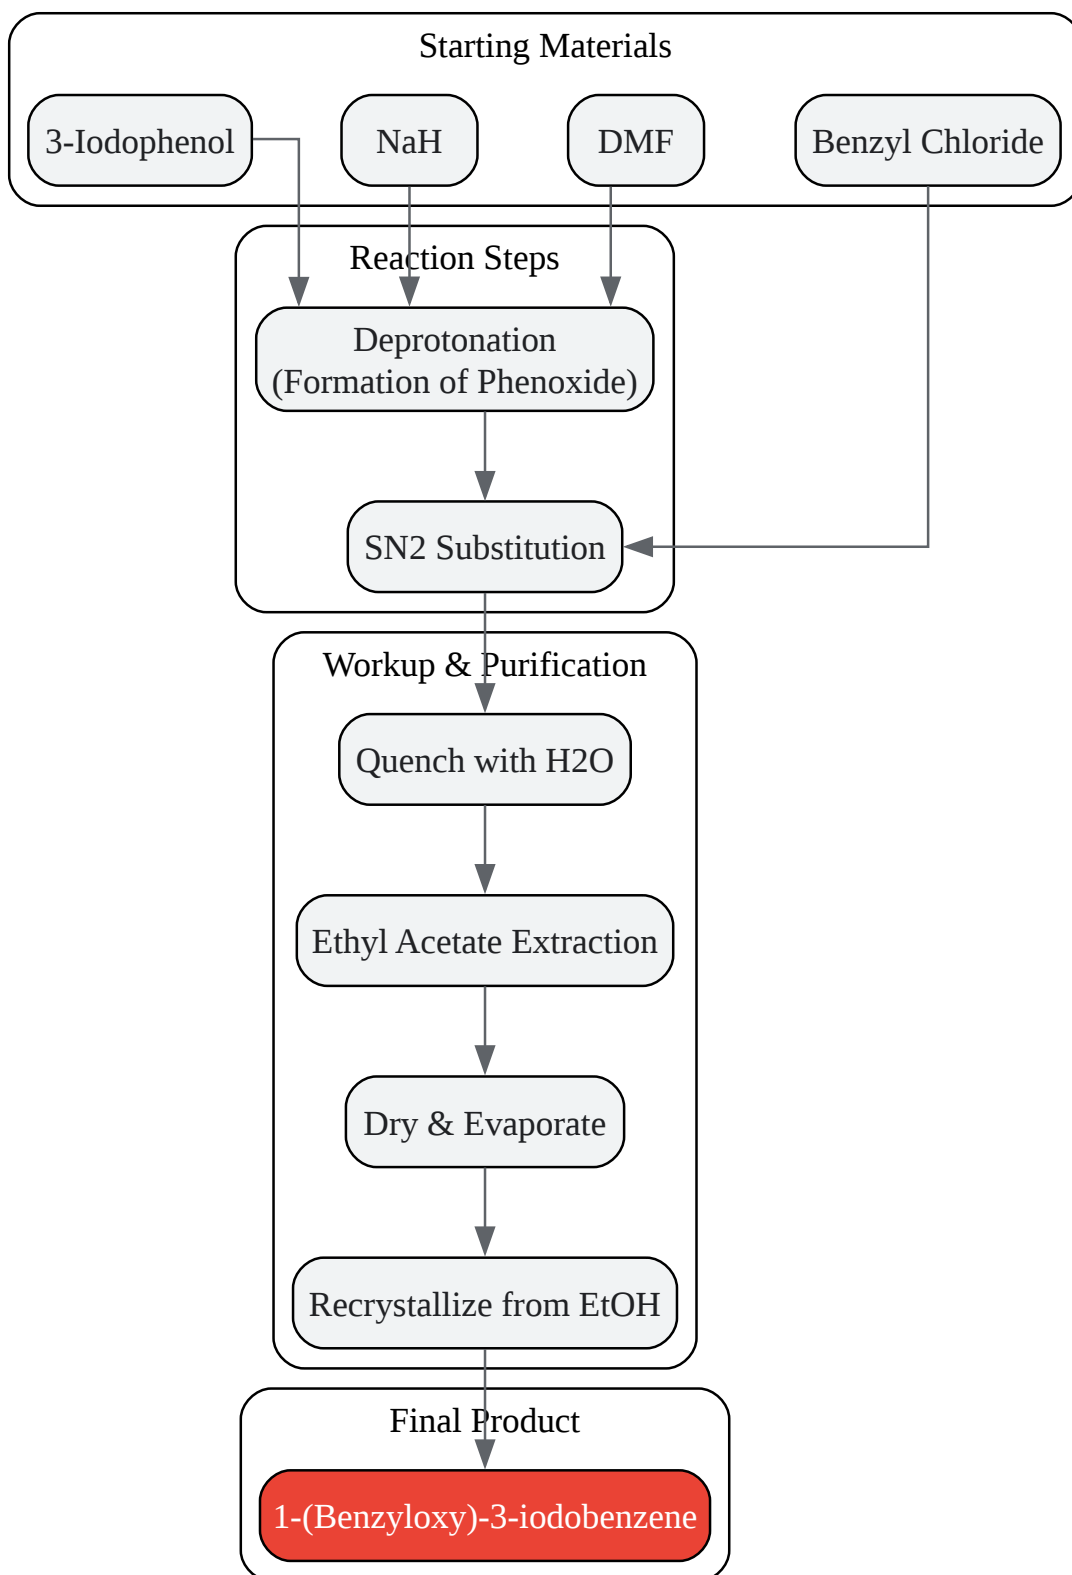 Starting Materials
3-Iodophenol
NaH
DMF
Benzyl Chloride
Reaction Steps
Deprotonation
(Formation of Phenoxide)
SN2 Substitution
Workup & Purification
Quench with H2O
Ethyl Acetate Extraction
Dry & Evaporate
Recrystallize from EtOH
Final Product
1-(Benzyloxy)-3-iodobenzene